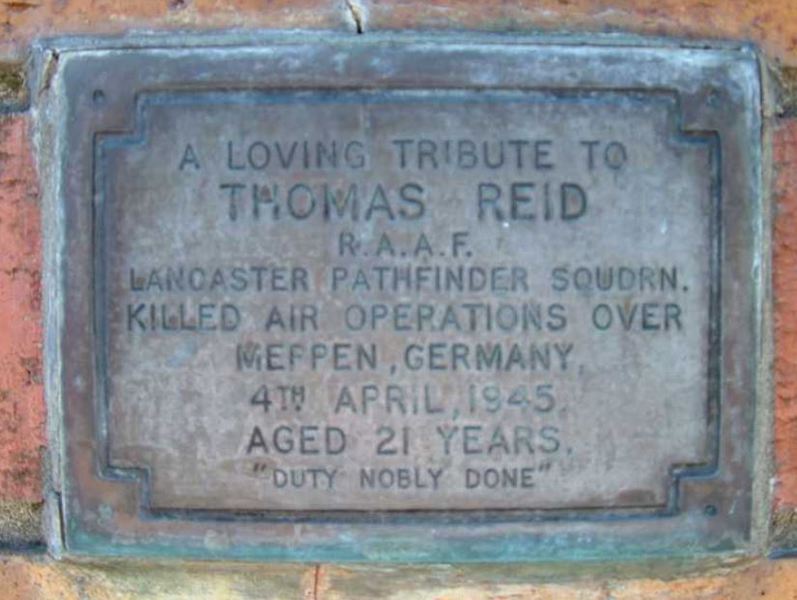 A LOVING TRIBUTE TO
THOMAS REID
R.A.A.F.
LANCASTER PATHFINDER SQUDRN.
KILLED AIR OPERATIONS OVER
MEPPEN, GERMANY,
4TH APRIL, 1945.
AGED 21 YEARS.
"DUTY NOBLY DONE"